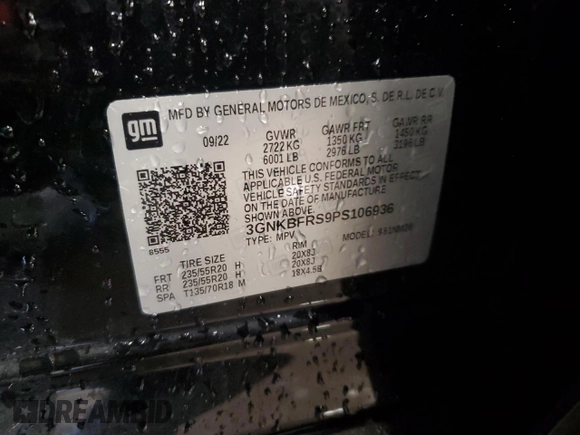 gm
MFD BY GENERAL MOTORS DE MEXICO, S. DE R.L. DE C.V.
09/22 GVWR GAWR FRT GAWR RR
2722 KG 1350 KG 1450 KG
6001 LB 2976 LB 3196 LB
THIS VEHICLE CONFORMS TO ALL
APPLICABLE U.S. FEDERAL MOTOR
VEHICLE SAFETY STANDARDS IN EFFECT
ON THE DATE OF MANUFACTURE
SHOWN ABOVE.
3GNKBFRS9PS106936
TYPE: MPV MODEL:
8555
TIRE SIZE RIM
FRT 235/55R20 H 20X8J
RR 235/55R20 H 20X8J
SPA T135/70R18 M 18X4.5B
DREAMBID